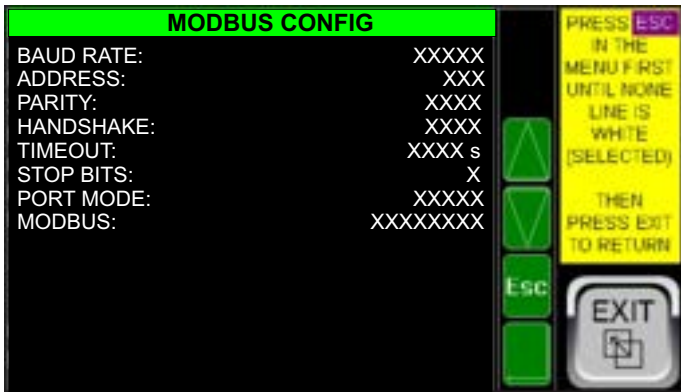 MODBUS CONFIG
BAUD RATE: XXXXX
ADDRESS: XXX
PARITY: XXXX
HANDSHAKE: XXXX
TIMEOUT: XXXX s
STOP BITS: X
PORT MODE: XXXXX
MODBUS: XXXXXXXX
Esc
PRESS ESC
IN THE
MENU FIRST
UNTIL NONE
LINE IS
WHITE
(SELECTED)
THEN
PRESS EXIT
TO RETURN
EXIT